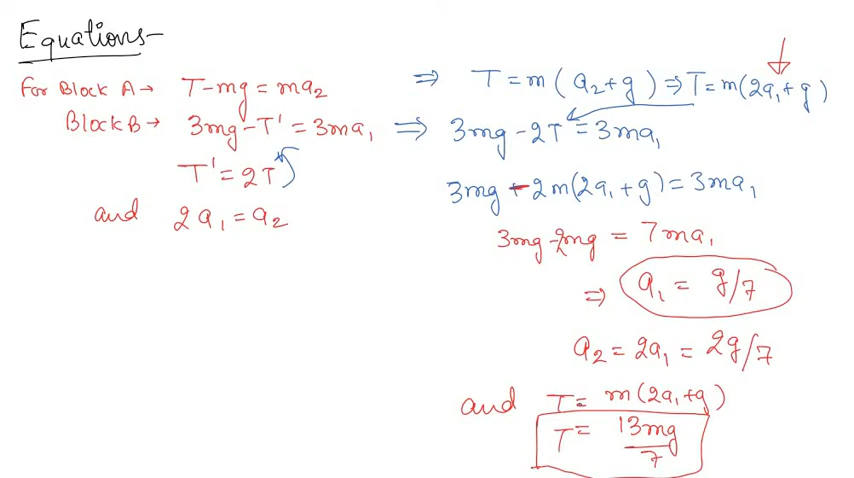 Equations-
For Block A → T-mg = ma₂ ⇒ T = m(a₂+g) ⇒ T = m(2a₁+g)
Block B → 3mg-T' = 3ma₁ ⇒ 3mg-2T = 3ma₁
T' = 2T
3mg - 2m(2a₁+g) = 3ma₁
and 2a₁ = a₂
3mg-2mg = 7ma₁
⇒ a₁ = g/7
a₂ = 2a₁ = 2g/7
and T = m(2a₁+g)
T = 13mg/7